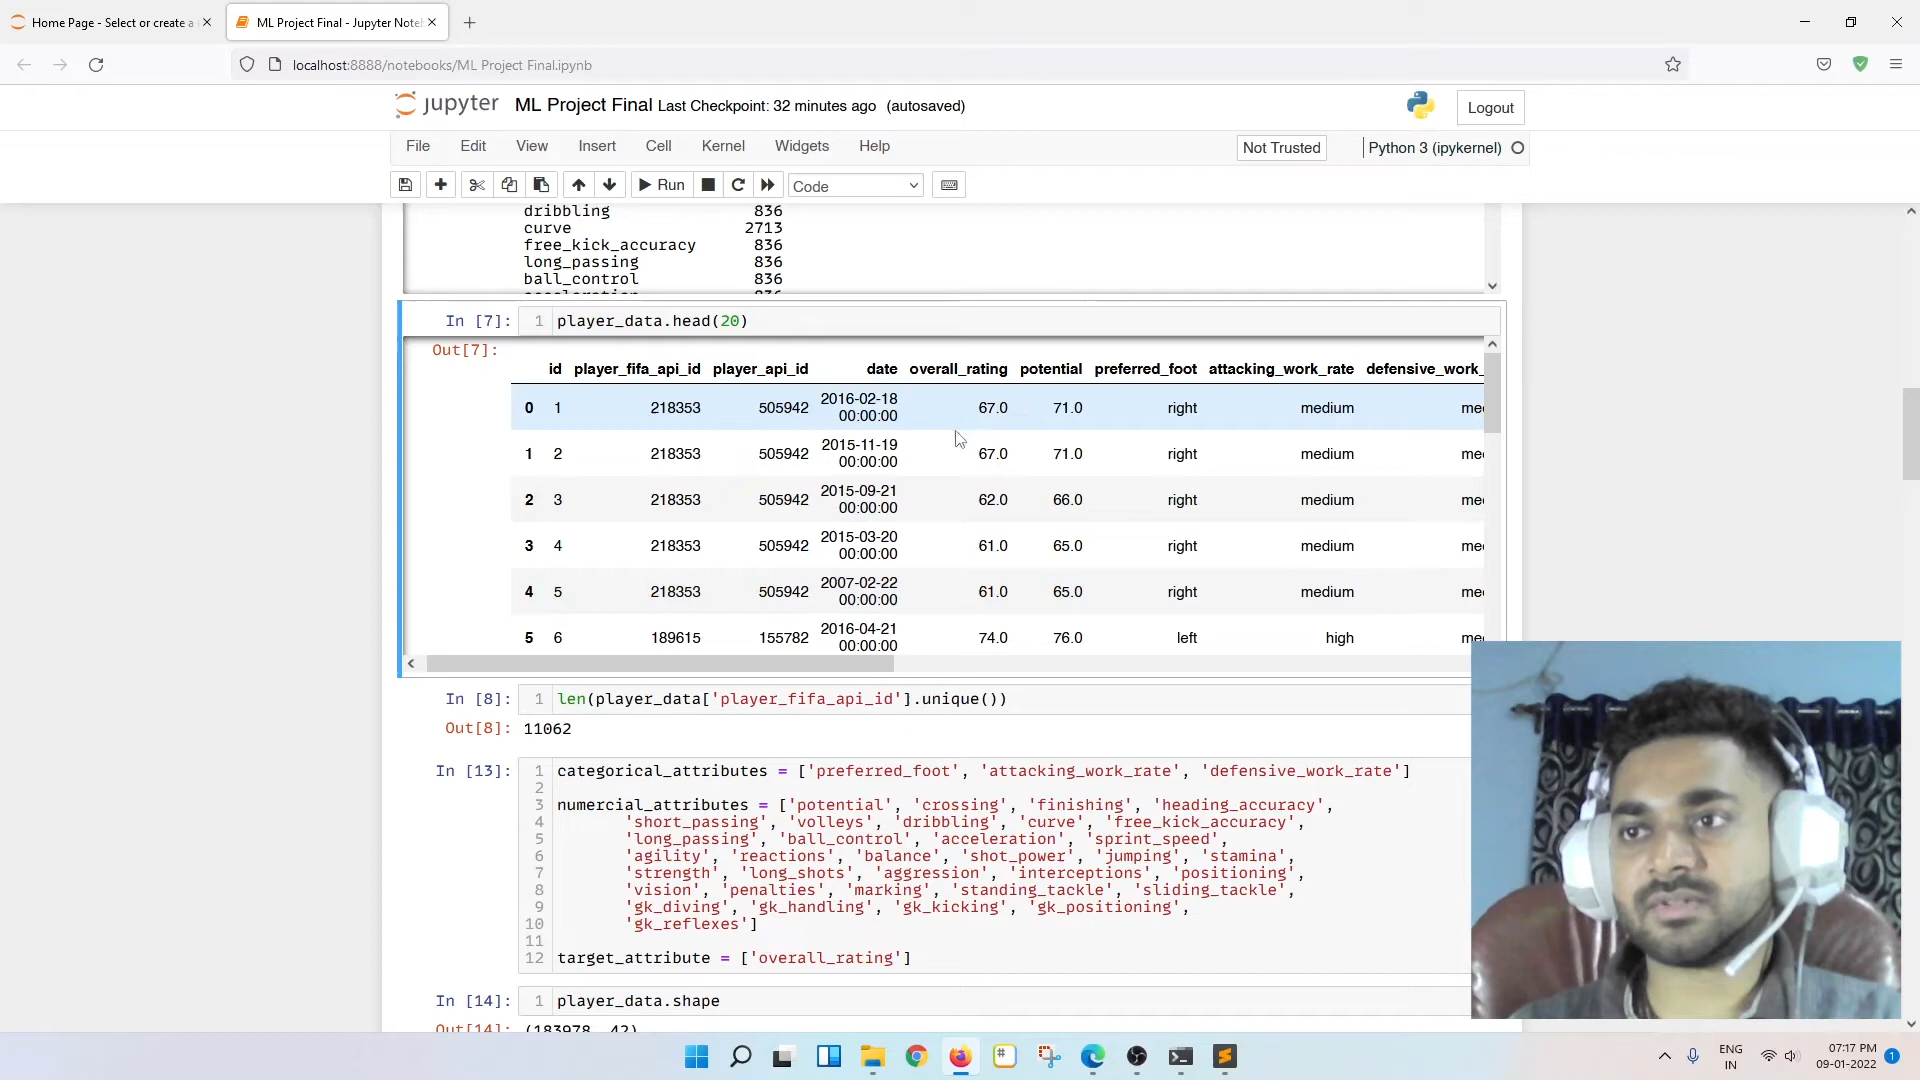 Home Page - Select or create a
ML Project Final - Jupyter Note
localhost:8888/notebooks/ML Project Final.ipynb
jupyter ML Project Final Last Checkpoint: 32 minutes ago (autosaved)
Logout
File Edit View Insert Cell Kernel Widgets Help
Not Trusted
Python 3 (ipykernel)
Run
Code
dribbling 836
curve 2713
free_kick_accuracy 836
long_passing 836
ball_control 836
In [7]: 1 player_data.head(20)
Out[7]:
id player_fifa_api_id player_api_id date overall_rating potential preferred_foot attacking_work_rate defensive_work_
0 1 218353 505942 2016-02-18 00:00:00 67.0 71.0 right medium me
1 2 218353 505942 2015-11-19 00:00:00 67.0 71.0 right medium me
2 3 218353 505942 2015-09-21 00:00:00 62.0 66.0 right medium me
3 4 218353 505942 2015-03-20 00:00:00 61.0 65.0 right medium me
4 5 218353 505942 2007-02-22 00:00:00 61.0 65.0 right medium me
5 6 189615 155782 2016-04-21 00:00:00 74.0 76.0 left high me
In [8]: 1 len(player_data['player_fifa_api_id'].unique())
Out[8]: 11062
In [13]: 1 categorical_attributes = ['preferred_foot', 'attacking_work_rate', 'defensive_work_rate']
2
3 numercial_attributes = ['potential', 'crossing', 'finishing', 'heading_accuracy',
4 'short_passing', 'volleys', 'dribbling', 'curve', 'free_kick_accuracy',
5 'long_passing', 'ball_control', 'acceleration', 'sprint_speed',
6 'agility', 'reactions', 'balance', 'shot_power', 'jumping', 'stamina',
7 'strength', 'long_shots', 'aggression', 'interceptions', 'positioning',
8 'vision', 'penalties', 'marking', 'standing_tackle', 'sliding_tackle',
9 'gk_diving', 'gk_handling', 'gk_kicking', 'gk_positioning',
10 'gk_reflexes']
11
12 target_attribute = ['overall_rating']
In [14]: 1 player_data.shape
Out[14]: (183978, 42)
ENG
IN
07:17 PM
09-01-2022
1